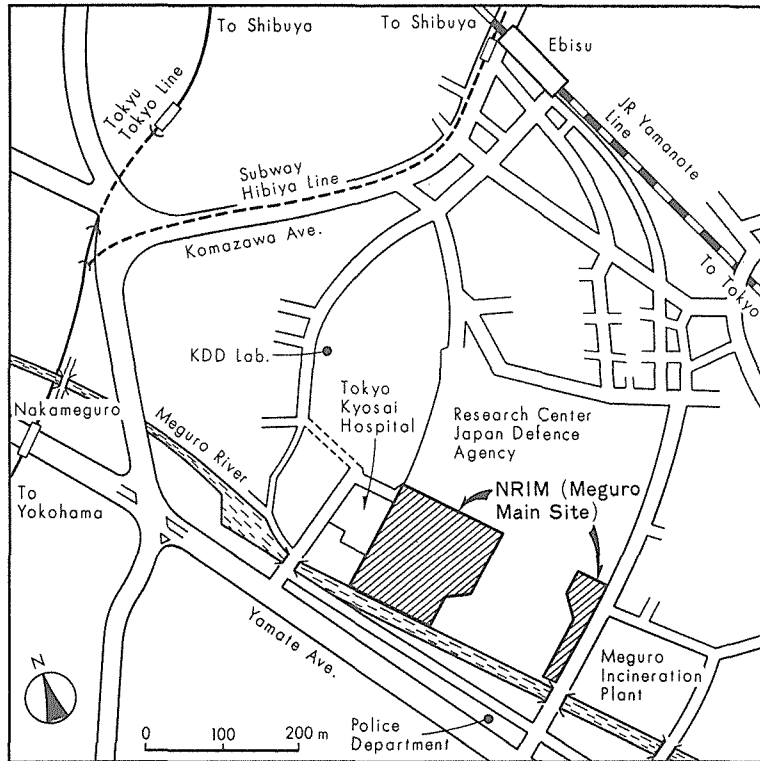 To Shibuya
To Shibuya
Ebisu
Tokyu
Tokyo Line
JR Yamanote
Line
Subway
Hibiya Line
Komazawa Ave.
To Tokyo
KDD Lab.
Tokyo
Kyosai
Hospital
Research Center
Japan Defence
Agency
Nakameguro
Meguro River
NRIM (Meguro
Main Site)
To
Yokohama
Yamate Ave.
Meguro
Incineration
Plant
N
0 100 200 m
Police
Department